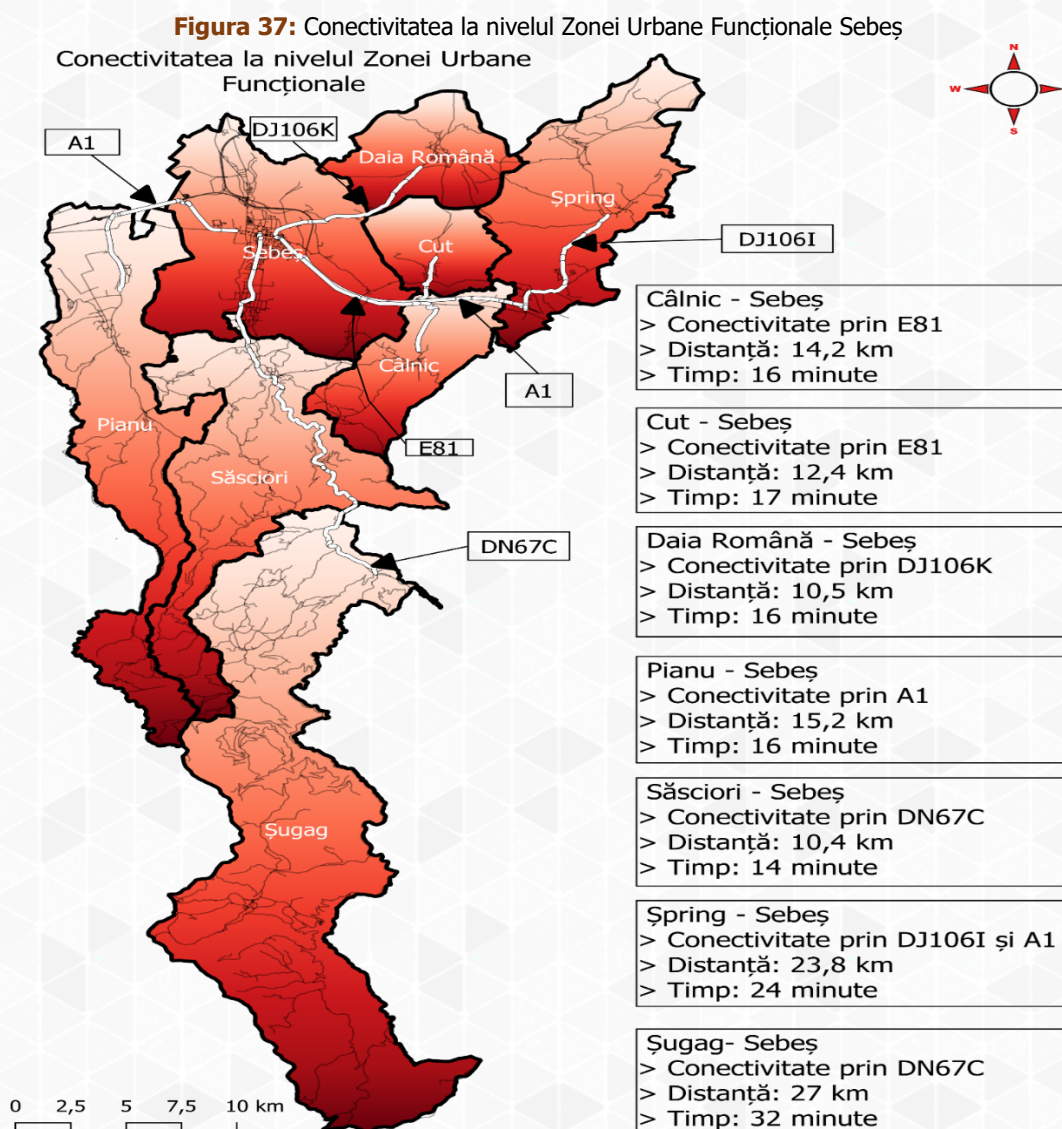 Figura 37: Conectivitatea la nivelul Zonei Urbane Funcționale Sebeș
Conectivitatea la nivelul Zonei Urbane
Funcționale
N
W
S
A1
DJ106K
Daia Română
Șpring
Cut
Sebeș
DJ106I
Câlnic
A1
Pianu
E81
Săsciori
DN67C
Șugag
0 2,5 5 7,5 10 km
Câlnic - Sebeș
> Conectivitate prin E81
> Distanță: 14,2 km
> Timp: 16 minute
Cut - Sebeș
> Conectivitate prin E81
> Distanță: 12,4 km
> Timp: 17 minute
Daia Română - Sebeș
> Conectivitate prin DJ106K
> Distanță: 10,5 km
> Timp: 16 minute
Pianu - Sebeș
> Conectivitate prin A1
> Distanță: 15,2 km
> Timp: 16 minute
Săsciori - Sebeș
> Conectivitate prin DN67C
> Distanță: 10,4 km
> Timp: 14 minute
Șpring - Sebeș
> Conectivitate prin DJ106I și A1
> Distanță: 23,8 km
> Timp: 24 minute
Șugag- Sebeș
> Conectivitate prin DN67C
> Distanță: 27 km
> Timp: 32 minute